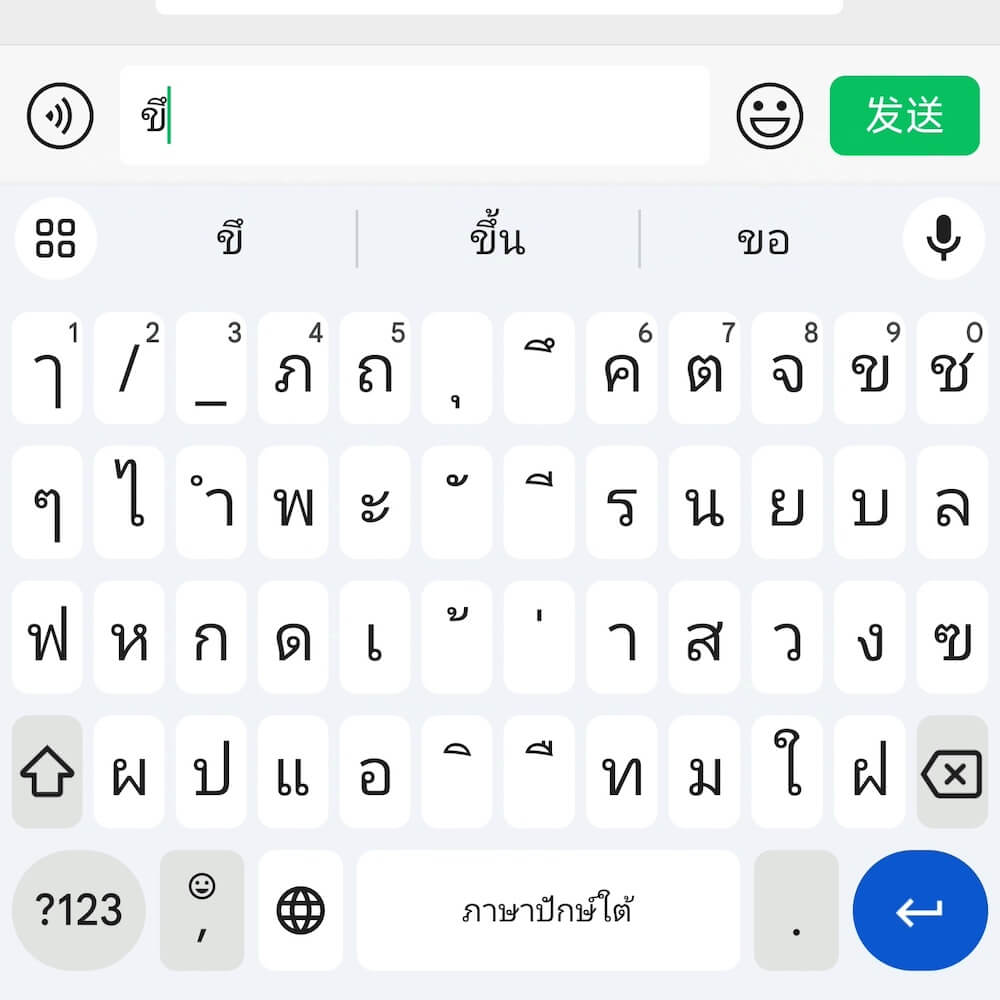 ขึ
发送
ขึ ขึ้น ขอ
ๅ 1 / 2 _ 3 ภ 4 ถ 5 ุ ึ ค 6 ต 7 จ 8 ข 9 ช 0
ๆ ไ ำ พ ะ ั ี ร น ย บ ล
ฟ ห ก ด เ ้ ่ า ส ว ง ฃ
ผ ป แ อ ิ ื ท ม ใ ฝ
?123 , ภาษาปักษ์ใต้ .